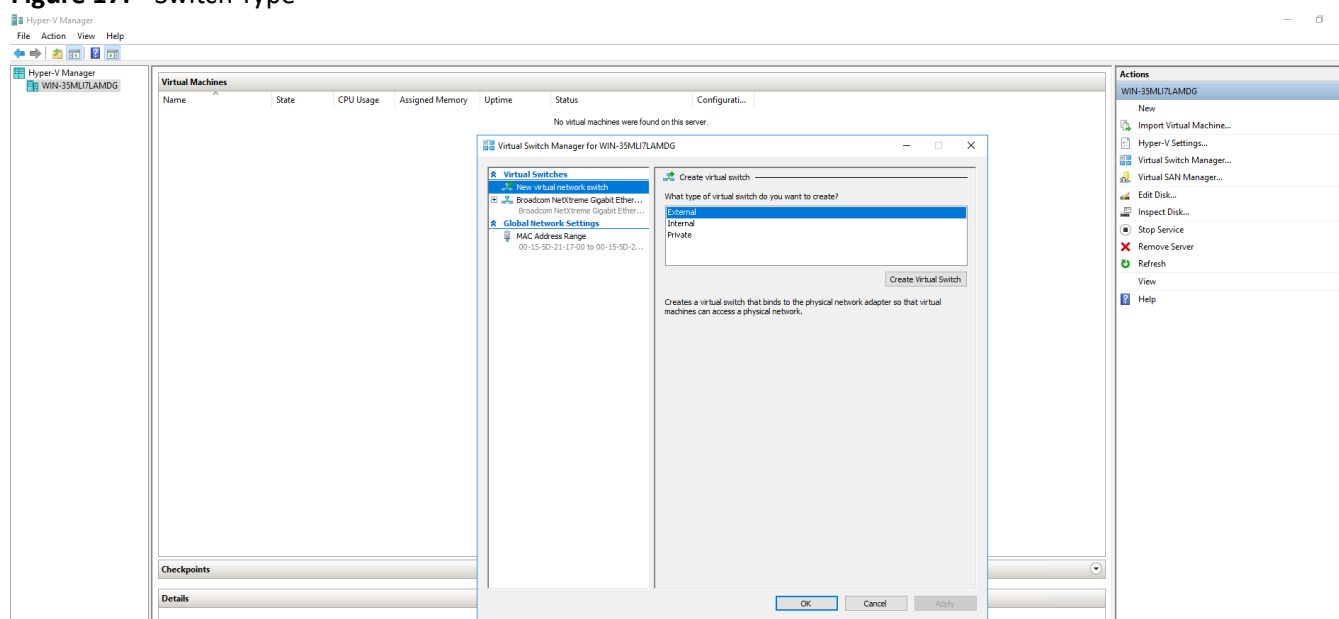 Figure 17. Switch Type
Hyper-V Manager
File Action View Help
Hyper-V Manager
WIN-35MLI7LAMDG
Virtual Machines
Name State CPU Usage Assigned Memory Uptime Status Configurati...
No virtual machines were found on this server.
Virtual Switch Manager for WIN-35MLI7LAMDG
Virtual Switches
New virtual network switch
Broadcom NetXtreme Gigabit Ether...
Broadcom NetXtreme Gigabit Ether...
Global Network Settings
MAC Address Range
00-15-5D-21-17-00 to 00-15-5D-2...
Create virtual switch
What type of virtual switch do you want to create?
External
Internal
Private
Create Virtual Switch
Creates a virtual switch that binds to the physical network adapter so that virtual
machines can access a physical network.
OK Cancel Apply
Checkpoints
Details
Actions
WIN-35MLI7LAMDG
New
Import Virtual Machine...
Hyper-V Settings...
Virtual Switch Manager...
Virtual SAN Manager...
Edit Disk...
Inspect Disk...
Stop Service
Remove Server
Refresh
View
Help